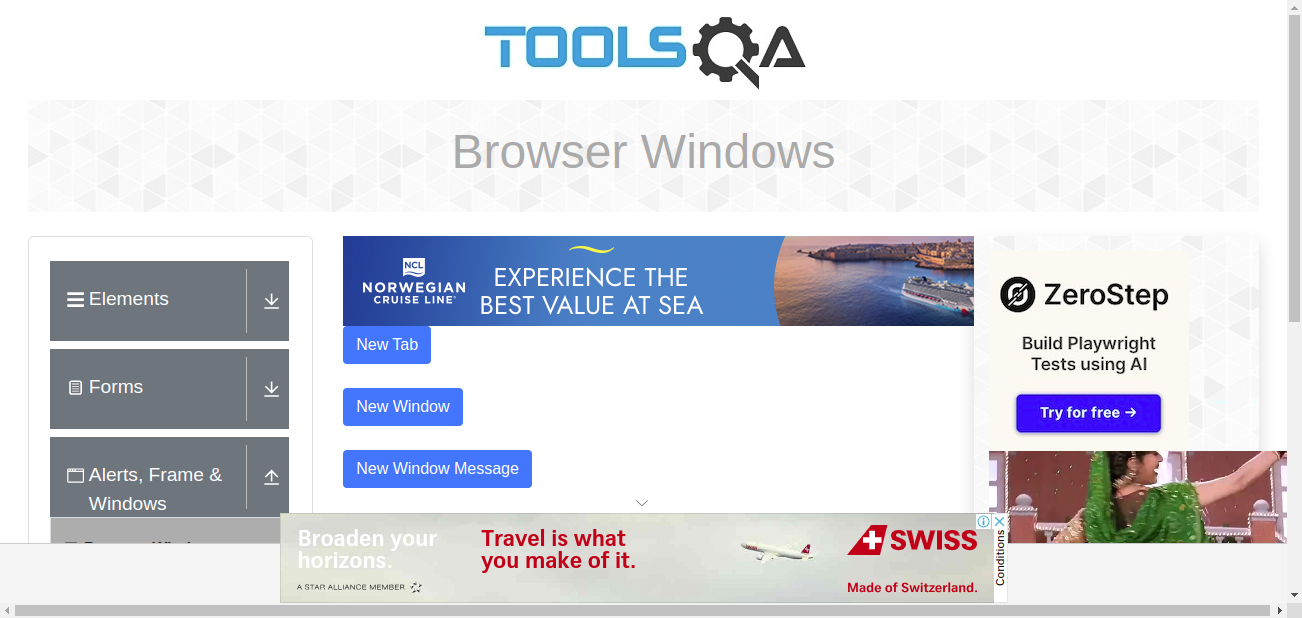 TOOLSQA
Browser Windows
Elements
Forms
Alerts, Frame &
Windows
NCL
NORWEGIAN
CRUISE LINE
EXPERIENCE THE
BEST VALUE AT SEA
New Tab
New Window
New Window Message
ZeroStep
Build Playwright
Tests using AI
Try for free →
Broaden your
horizons.
A STAR ALLIANCE MEMBER
Travel is what
you make of it.
SWISS
Made of Switzerland.
Conditions